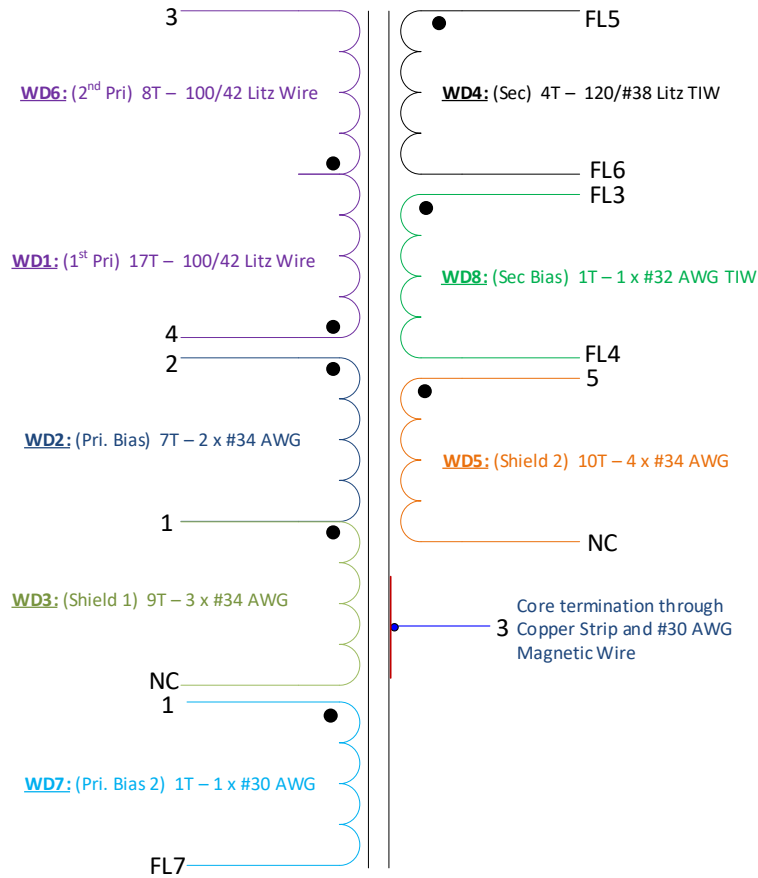 3
WD6: (2nd Pri) 8T – 100/42 Litz Wire
WD1: (1st Pri) 17T – 100/42 Litz Wire
4
2
WD2: (Pri. Bias) 7T – 2 x #34 AWG
1
WD3: (Shield 1) 9T – 3 x #34 AWG
NC
1
WD7: (Pri. Bias 2) 1T – 1 x #30 AWG
FL7
FL5
WD4: (Sec) 4T – 120/#38 Litz TIW
FL6
FL3
WD8: (Sec Bias) 1T – 1 x #32 AWG TIW
FL4
5
WD5: (Shield 2) 10T – 4 x #34 AWG
NC
3
Core termination through
Copper Strip and #30 AWG
Magnetic Wire